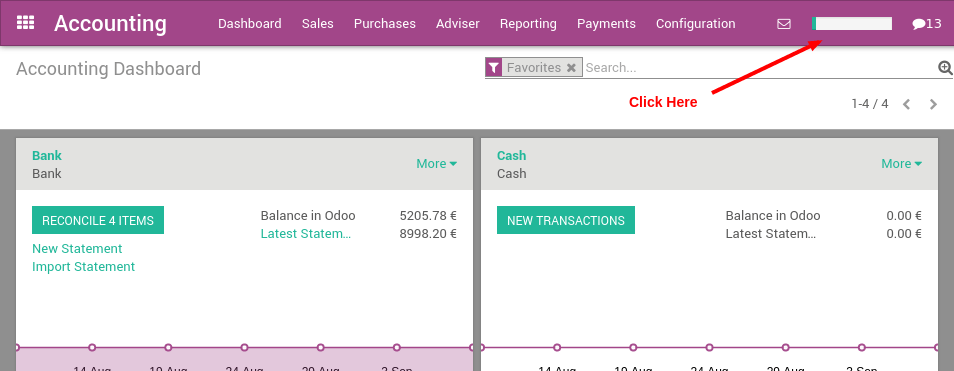 Accounting Dashboard Sales Purchases Adviser Reporting Payments Configuration 13
Accounting Dashboard
Favorites Search...
Click Here
1-4 / 4
Bank
Bank
More
RECONCILE 4 ITEMS
New Statement
Import Statement
Balance in Odoo 5205.78 €
Latest Statem... 8998.20 €
Cash
Cash
More
NEW TRANSACTIONS
Balance in Odoo 0.00 €
Latest Statem... 0.00 €
14 Aug 19 Aug 24 Aug 29 Aug 3 Sep
14 Aug 19 Aug 24 Aug 29 Aug 3 Sep